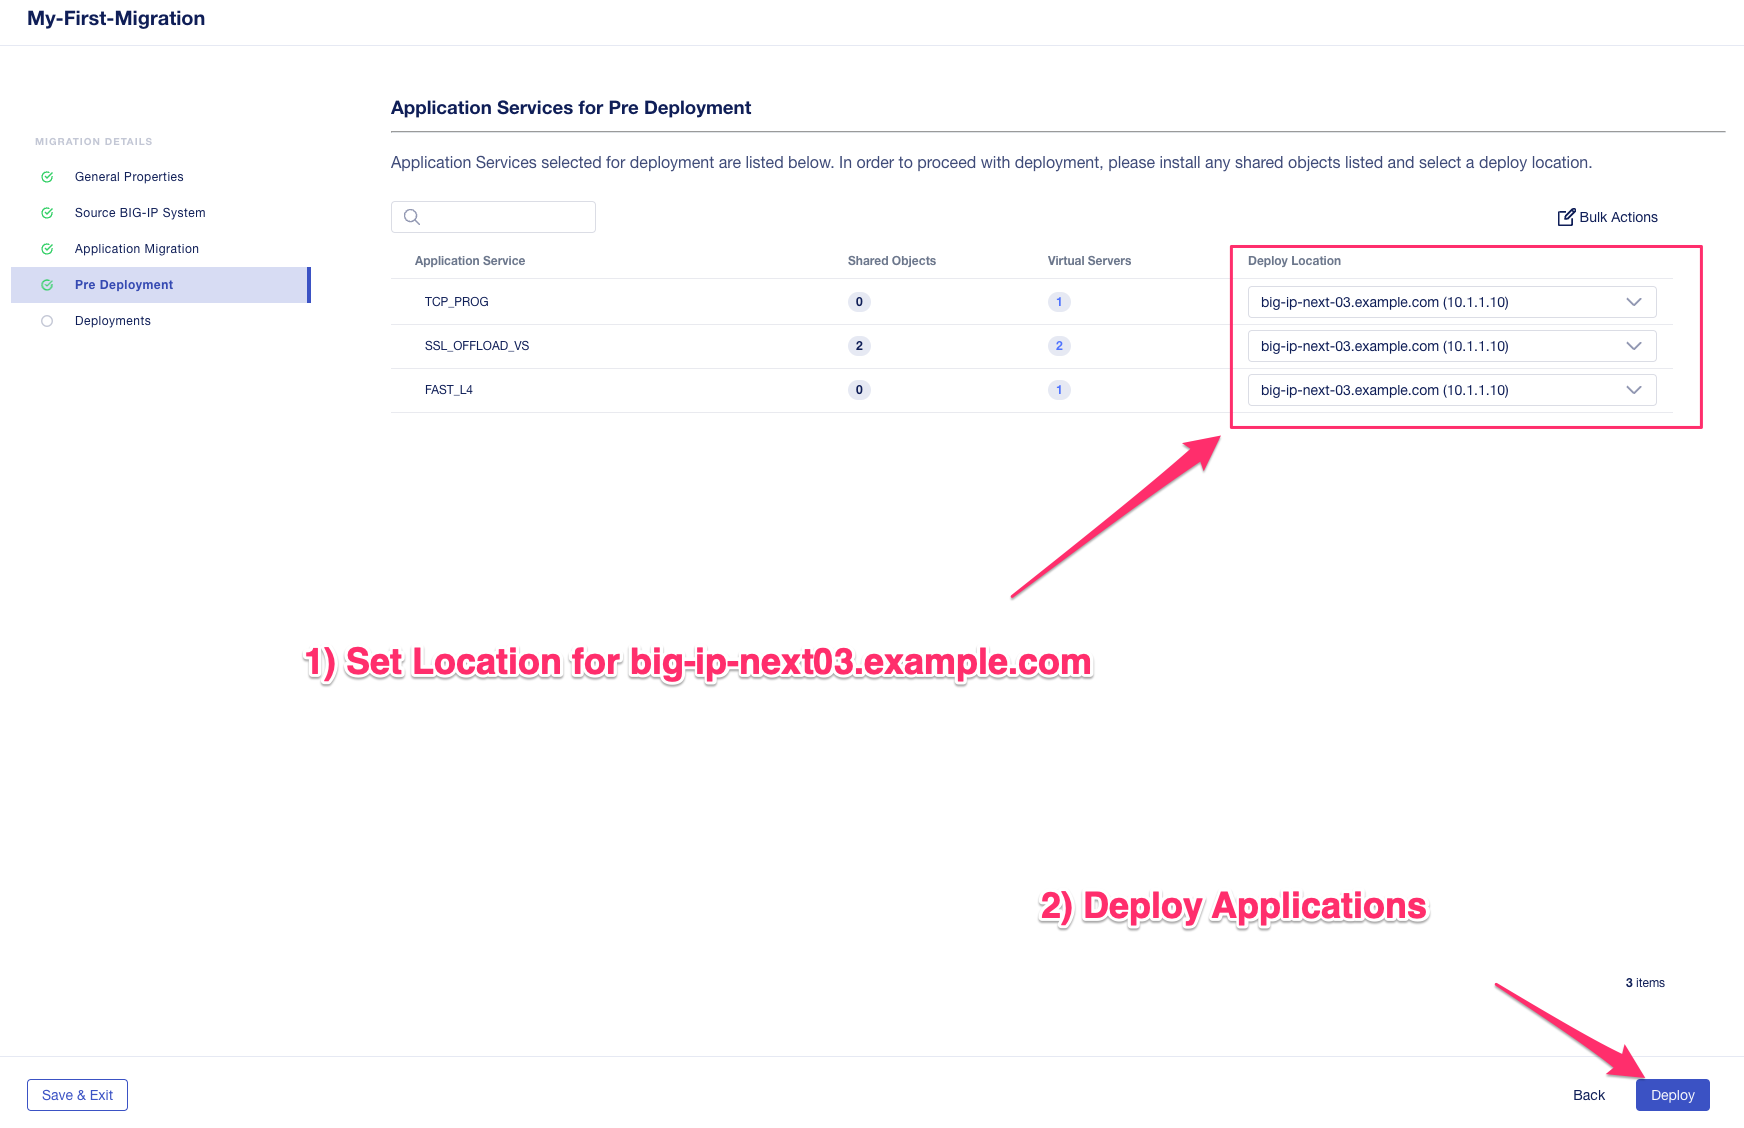 My-First-Migration
MIGRATION DETAILS
General Properties
Source BIG-IP System
Application Migration
Pre Deployment
Deployments
Application Services for Pre Deployment
Application Services selected for deployment are listed below. In order to proceed with deployment, please install any shared objects listed and select a deploy location.
Bulk Actions
Application Service Shared Objects Virtual Servers Deploy Location
TCP_PROG 0 1 big-ip-next-03.example.com (10.1.1.10)
SSL_OFFLOAD_VS 2 2 big-ip-next-03.example.com (10.1.1.10)
FAST_L4 0 1 big-ip-next-03.example.com (10.1.1.10)
1) Set Location for big-ip-next03.example.com
2) Deploy Applications
3 items
Save & Exit
Back
Deploy